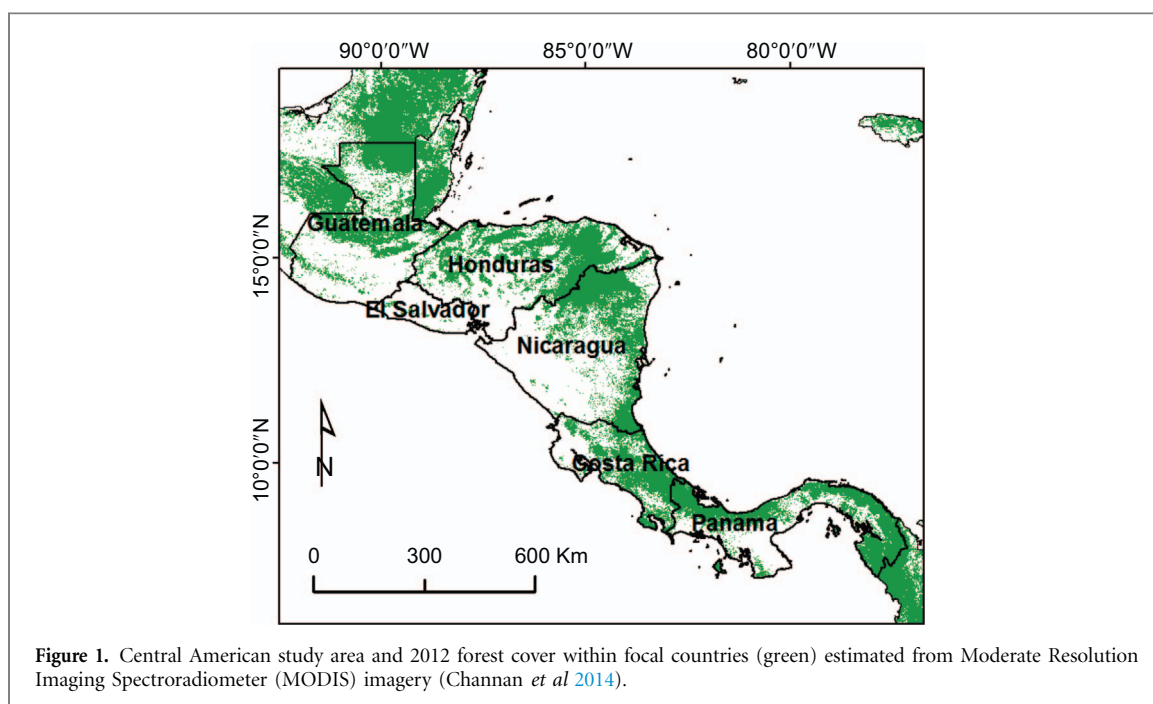 90°0′0″W 85°0′0″W 80°0′0″W
15°0′0″N
10°0′0″N
Guatemala
Honduras
El Salvador
Nicaragua
Costa Rica
Panama
N
0 300 600 Km
Figure 1. Central American study area and 2012 forest cover within focal countries (green) estimated from Moderate Resolution
Imaging Spectroradiometer (MODIS) imagery (Channan et al 2014).